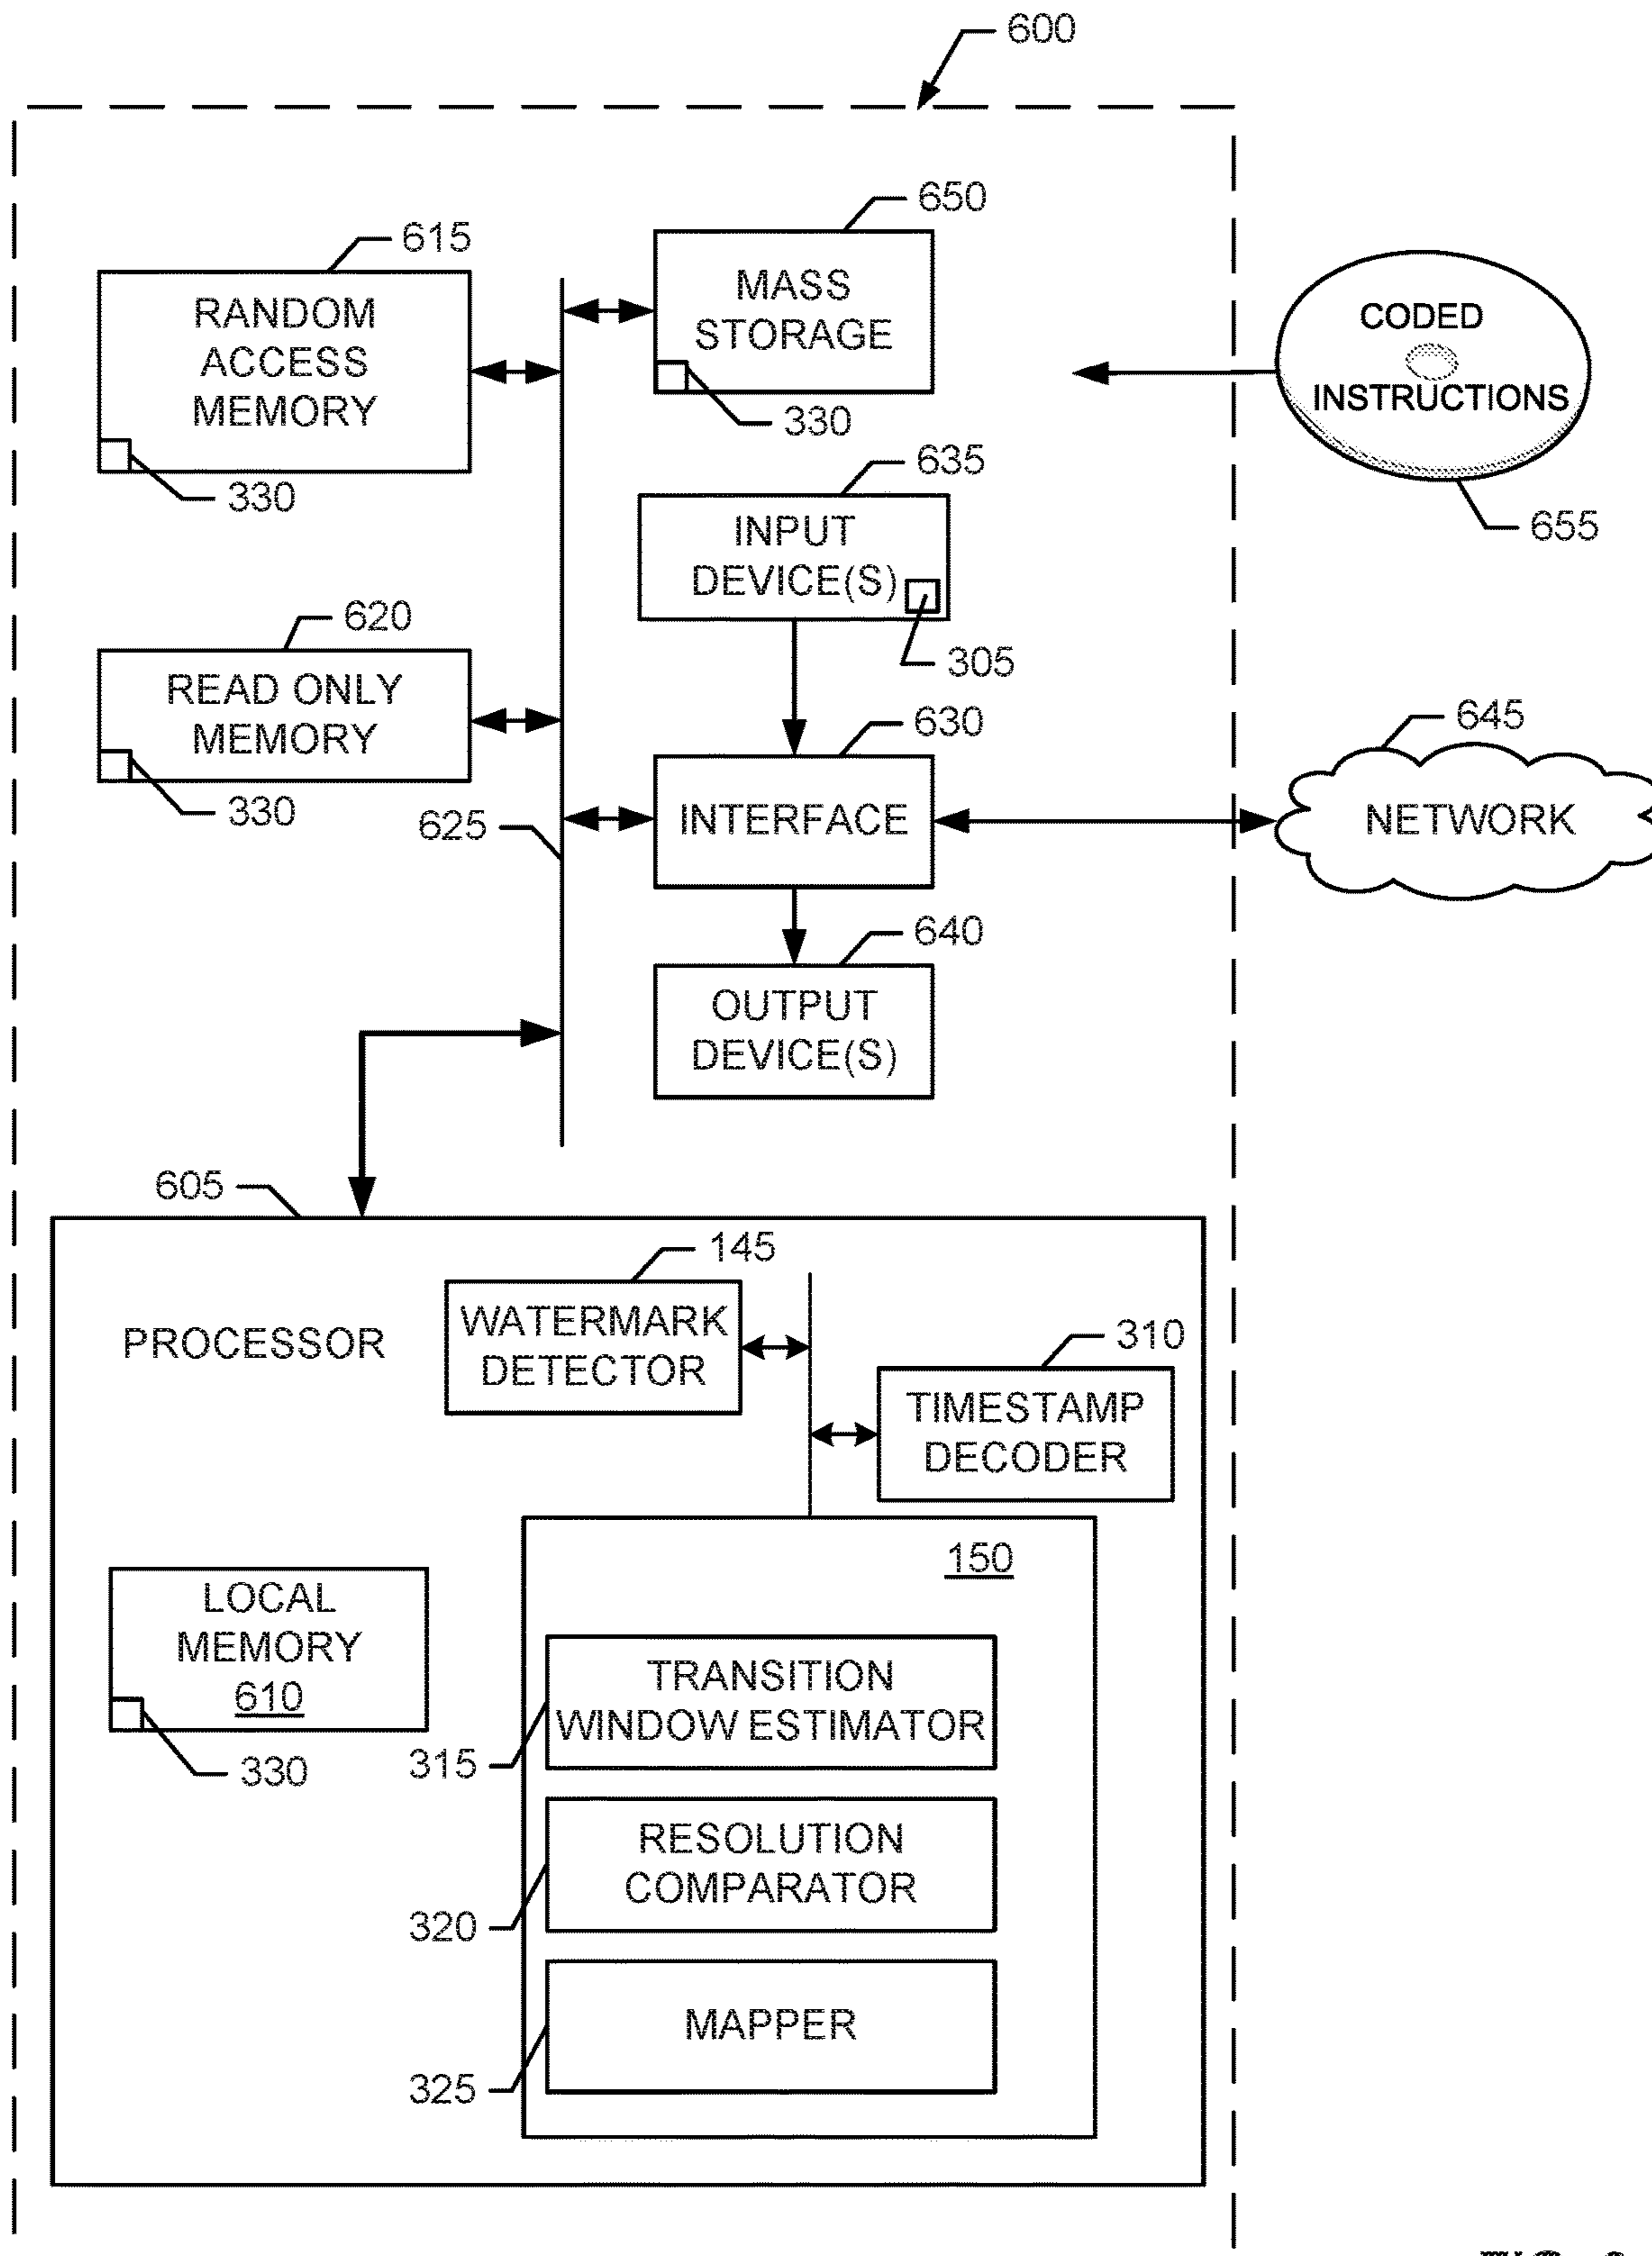 600
650
615
MASS
STORAGE
RANDOM
ACCESS
MEMORY
CODED
INSTRUCTIONS
330
330
635
655
INPUT
DEVICE(S)
620
305
READ ONLY
MEMORY
630
645
330
625
INTERFACE
NETWORK
640
OUTPUT
DEVICE(S)
605
145
PROCESSOR
WATERMARK
DETECTOR
310
TIMESTAMP
DECODER
150
LOCAL
MEMORY
610
TRANSITION
WINDOW ESTIMATOR
330
315
RESOLUTION
COMPARATOR
320
MAPPER
325